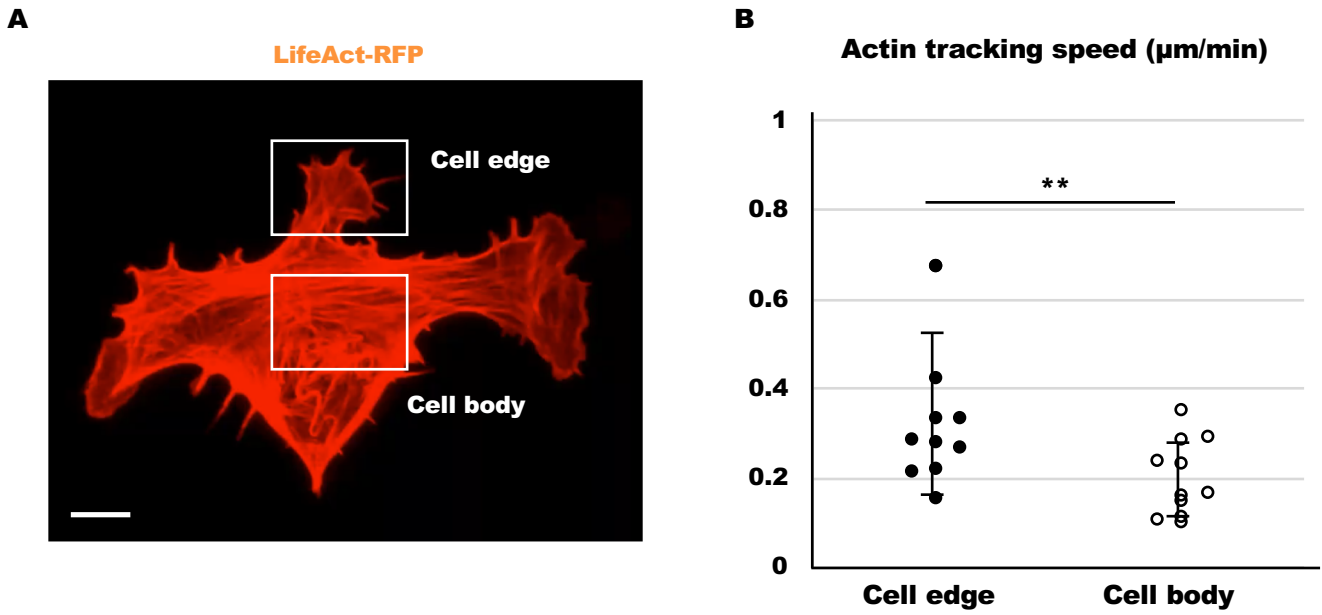 A
LifeAct-RFP
Cell edge
Cell body
B
Actin tracking speed (µm/min)
1
0.8
0.6
0.4
0.2
0
**
Cell edge
Cell body